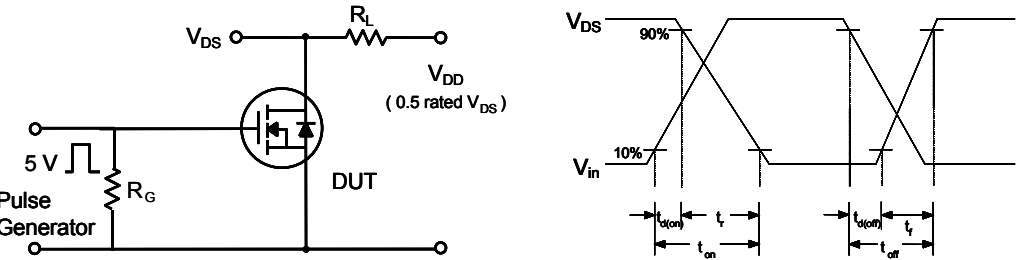 R_L
V_DS
V_DD
( 0.5 rated V_DS )
5 V
R_G
DUT
Pulse
Generator
V_DS
90%
10%
V_in
t_d(on)
t_r
t_on
t_d(off)
t_f
t_off